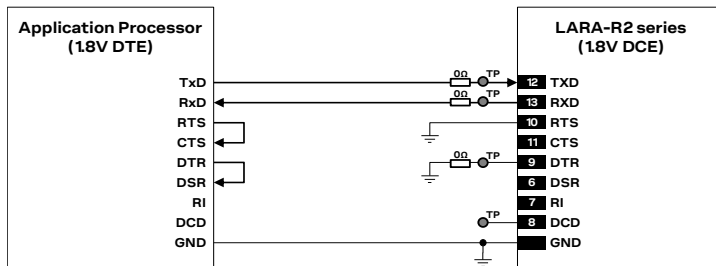 Application Processor
(1.8V DTE)
LARA-R2 series
(1.8V DCE)
TxD 0Ω TP 12 TXD
RxD 0Ω TP 13 RXD
RTS 10 RTS
CTS 11 CTS
DTR 0Ω TP 9 DTR
DSR 6 DSR
RI 7 RI
DCD TP 8 DCD
GND GND